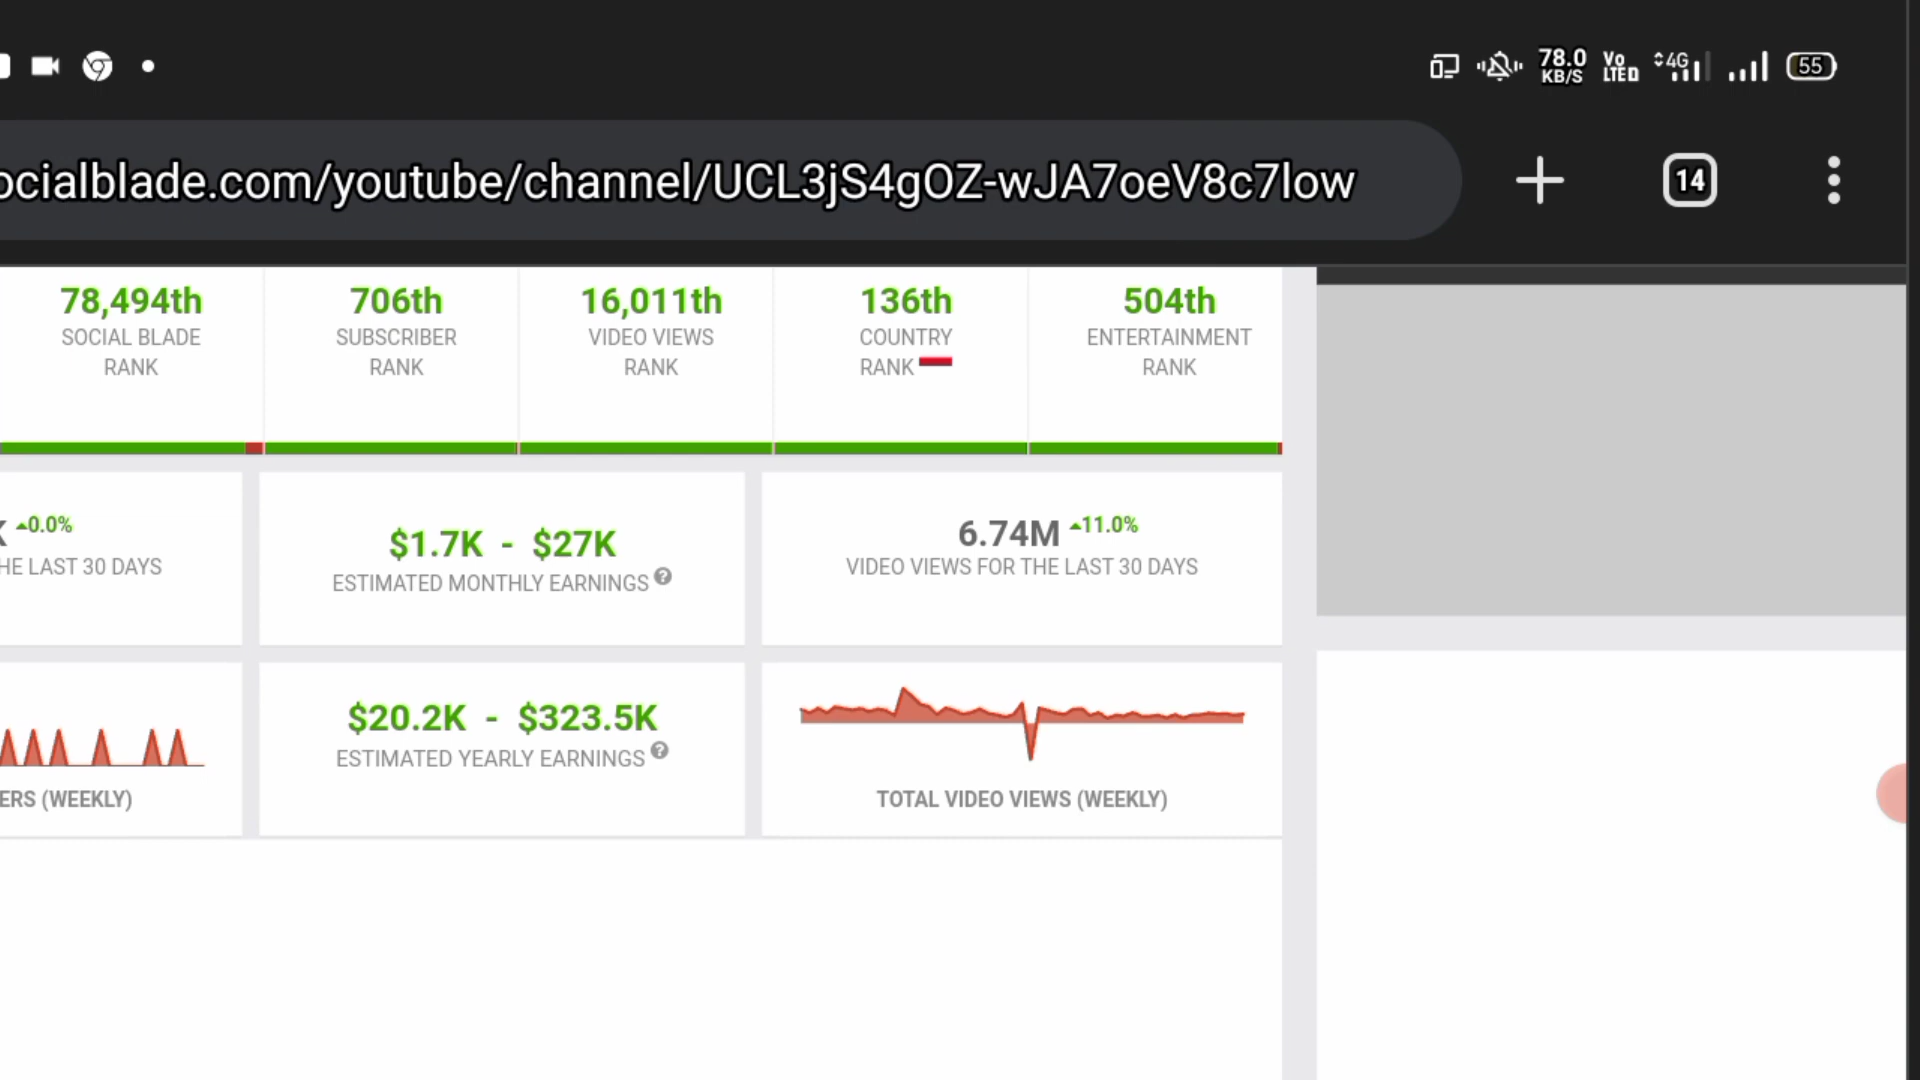 78.0
KB/S
Vo
LTED
4G
55
ocialblade.com/youtube/channel/UCL3jS4gOZ-wJA7oeV8c7low
14
78,494th
SOCIAL BLADE
RANK
706th
SUBSCRIBER
RANK
16,011th
VIDEO VIEWS
RANK
136th
COUNTRY
RANK
504th
ENTERTAINMENT
RANK
K 0.0%
HE LAST 30 DAYS
$1.7K - $27K
ESTIMATED MONTHLY EARNINGS ?
6.74M 11.0%
VIDEO VIEWS FOR THE LAST 30 DAYS
ERS (WEEKLY)
$20.2K - $323.5K
ESTIMATED YEARLY EARNINGS ?
TOTAL VIDEO VIEWS (WEEKLY)